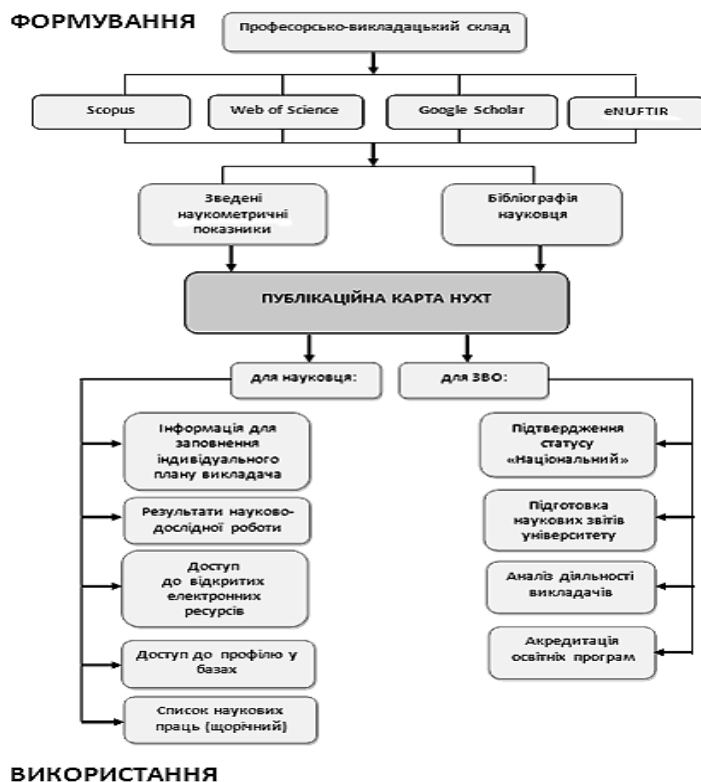 ФОРМУВАННЯ
Професорсько-викладацький склад
Scopus
Web of Science
Google Scholar
eNUFTIR
Зведені
наукометричні
показники
Бібліографія
науковця
ПУБЛІКАЦІЙНА КАРТА НУХТ
для науковця:
для ЗВО:
Інформація для
заповнення
індивідуального
плану викладача
Результати науково-
дослідної роботи
Доступ
до відкритих
електронних
ресурсів
Доступ до профілю у
базах
Список наукових
праць (щорічний)
Підтвердження
статусу
«Національний»
Підготовка
наукових звітів
університету
Аналіз діяльності
викладачів
Акредитація
освітніх програм
ВИКОРИСТАННЯ